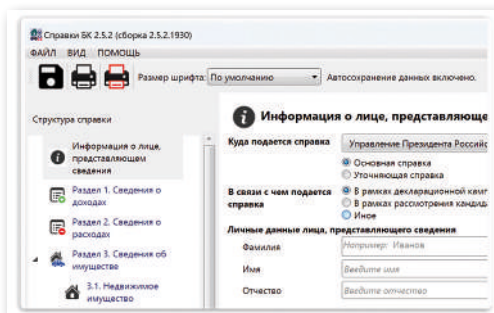 Справки БК 2.5.2 (сборка 2.5.2.1930)
ФАЙЛ ВИД ПОМОЩЬ
Размер шрифта: По умолчанию Автосохранение данных включено.
Структура справки
Информация о лице, представляюще
Информация о лице,
представляющем
сведения
Куда подается справка Управление Президента Российс
Основная справка
Уточняющая справка
Раздел 1. Сведения о
доходах
В связи с чем подается
справка
В рамках декларационной камп
В рамках рассмотрения кандид
Иное
Раздел 2. Сведения о
расходах
Личные данные лица, представляющего сведения
Раздел 3. Сведения об
имуществе
Фамилия Например: Иванов
Имя Введите имя
3.1. Недвижимое
имущество
Отчество Введите отчество